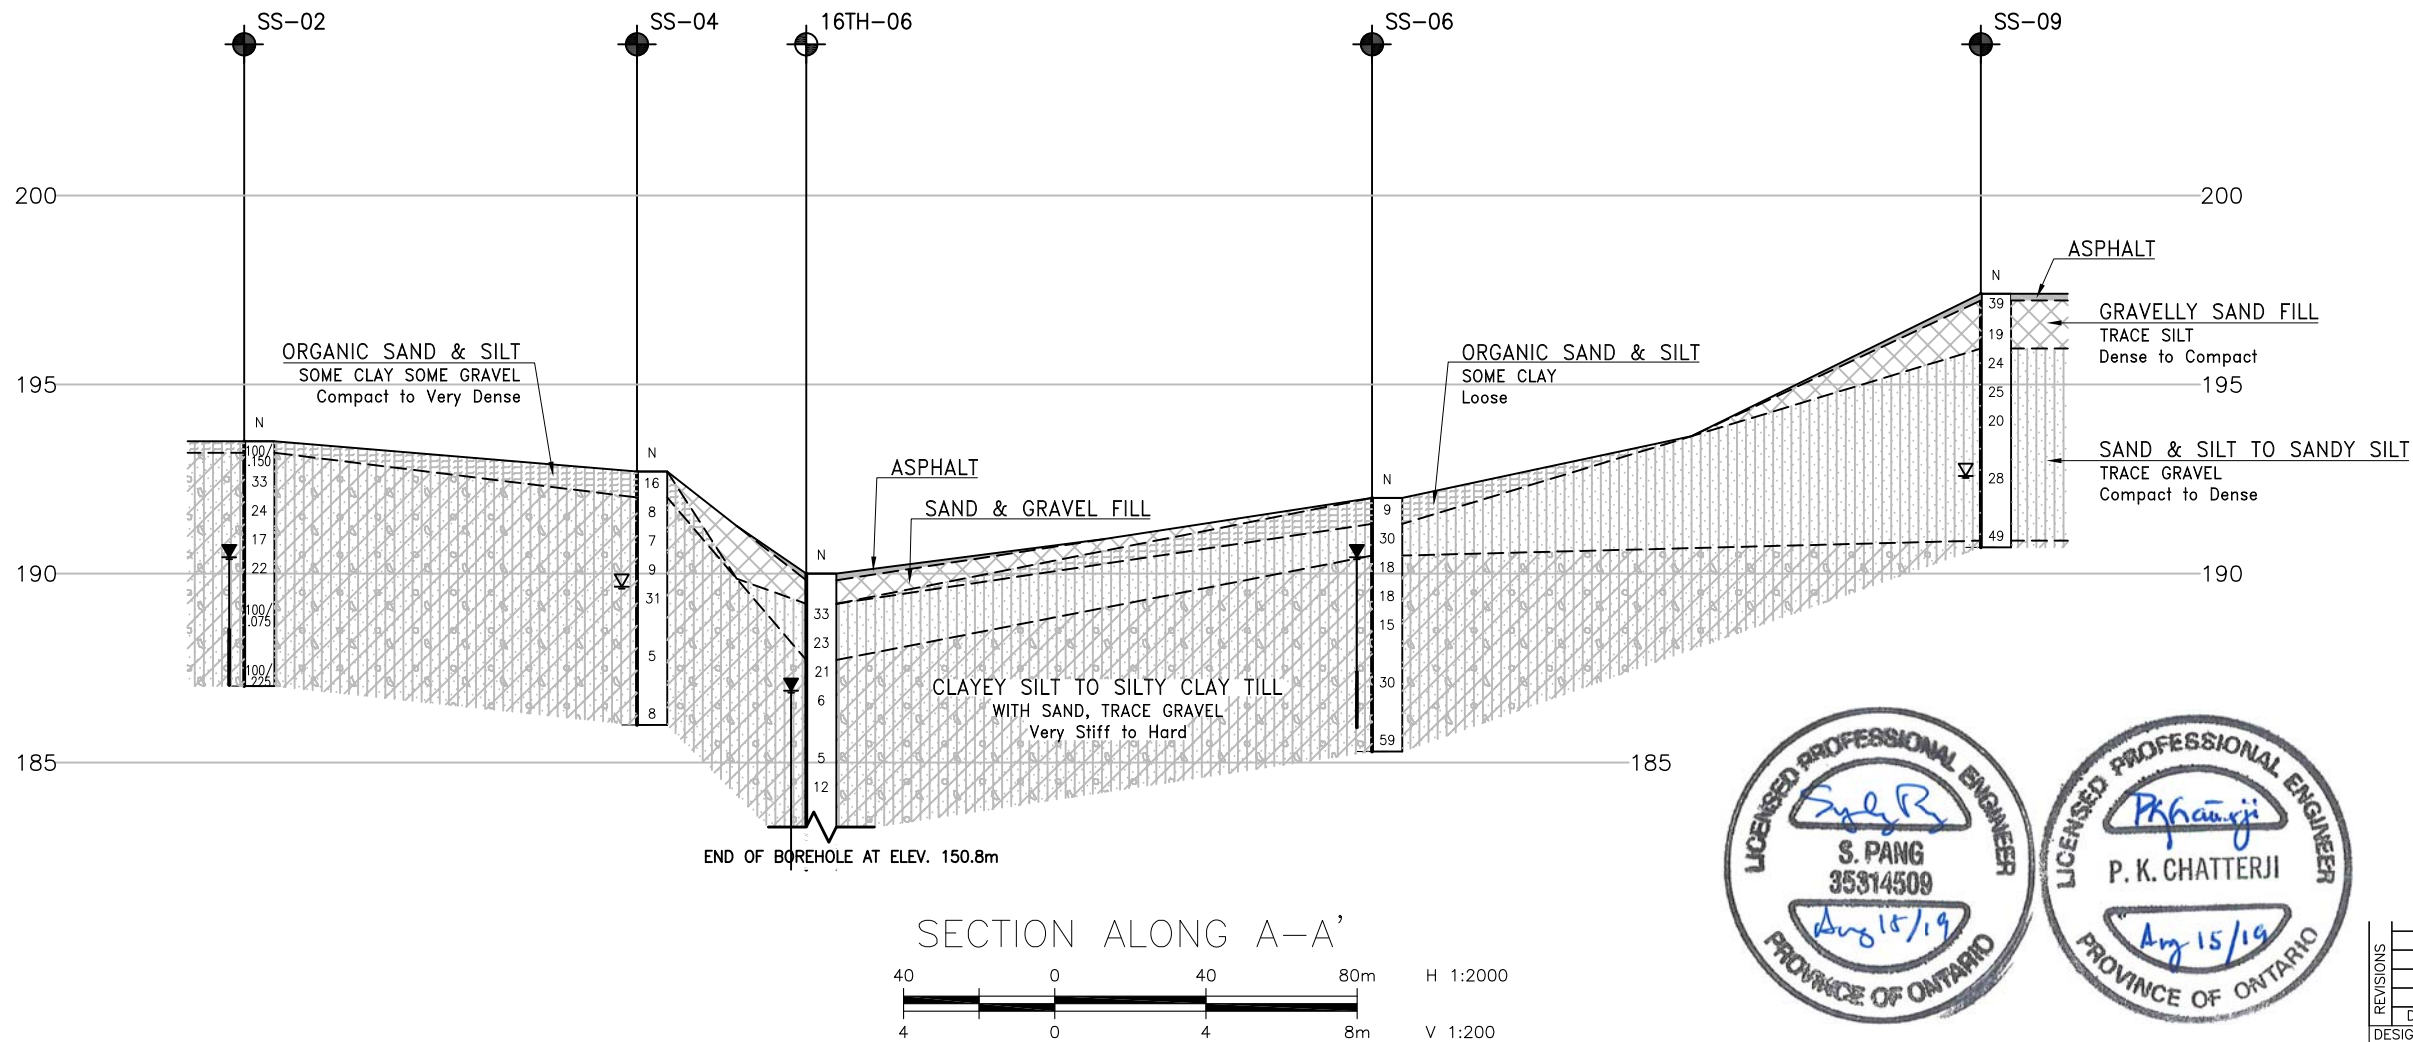 SS-02
SS-04
16TH-06
SS-06
SS-09
200
200
ASPHALT
N
39
19
24
25
20
28
49
GRAVELLY SAND FILL
TRACE SILT
Dense to Compact
ORGANIC SAND & SILT
SOME CLAY SOME GRAVEL
Compact to Very Dense
ORGANIC SAND & SILT
SOME CLAY
Loose
195
195
SAND & SILT TO SANDY SILT
TRACE GRAVEL
Compact to Dense
N
100/
.150
33
24
17
22
100/
.075
100/
.225
N
16
8
7
9
31
5
8
ASPHALT
SAND & GRAVEL FILL
N
33
23
21
6
5
12
N
9
30
18
18
15
30
59
190
190
CLAYEY SILT TO SILTY CLAY TILL
WITH SAND, TRACE GRAVEL
Very Stiff to Hard
185
185
END OF BOREHOLE AT ELEV. 150.8m
SECTION ALONG A-A'
40 0 40 80m H 1:2000
4 0 4 8m V 1:200
LICENSED PROFESSIONAL ENGINEER
S. PANG
35314509
Aug 15/19
PROVINCE OF ONTARIO
LICENSED PROFESSIONAL ENGINEER
P. K. CHATTERJI
Aug 15/19
PROVINCE OF ONTARIO
REVISIONS
DESIG